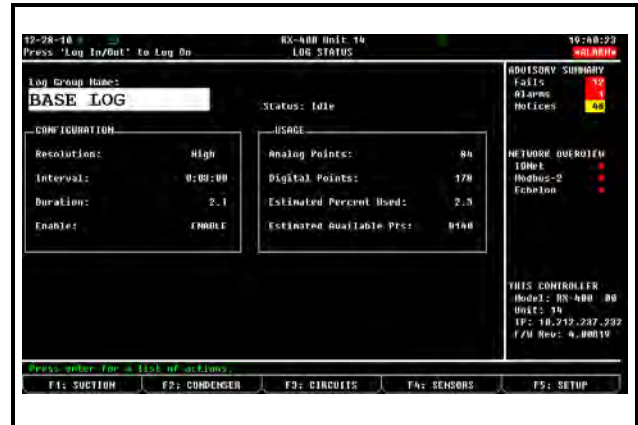 12-28-10
RX-400 Unit 14
19:40:23
Press 'Log In/Out' to Log On
LOG STATUS
*ALARM*
Log Group Name:
BASE LOG
Status: Idle
CONFIGURATION
Resolution: High
Interval: 0:03:00
Duration: 2.1
Enable: ENABLE
USAGE
Analog Points: 84
Digital Points: 178
Estimated Percent Used:
Estimated Available Pts:
ADVISORY SUMMARY
Fails 12
Alarms 1
Notices 48
NETWORK OVERVIEW
IONet
Modbus-2
Echelon
THIS CONTROLLER
Model: RX-400 00
Unit: 14
IP: 10.212.237.232
F/W Rev: 4.00B19
Press enter for a list of actions.
F1: SUCTION
F2: CONDENSER
F3: CIRCUITS
F4: SENSORS
F5: SETUP